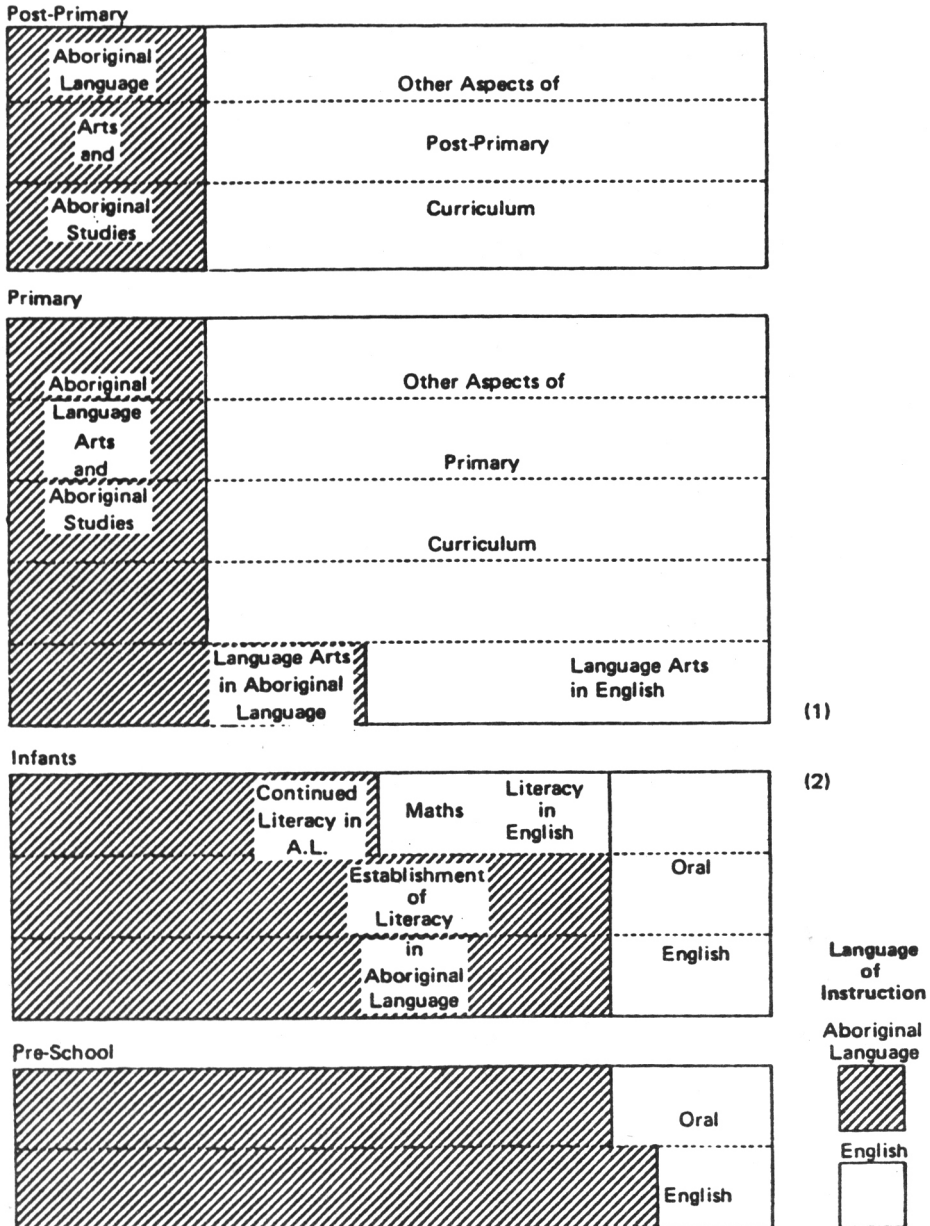 Post-Primary
Aboriginal
Language
Arts
and
Aboriginal
Studies
Other Aspects of
Post-Primary
Curriculum
Primary
Aboriginal
Language
Arts
and
Aboriginal
Studies
Other Aspects of
Primary
Curriculum
Language Arts
in Aboriginal
Language
Language Arts
in English
(1)
Infants
(2)
Continued
Literacy in
A.L.
Maths
Literacy
in
English
Establishment
of
Literacy
in
Aboriginal
Language
Oral
English
Pre-School
Oral
English
Language
of
Instruction
Aboriginal
Language
English